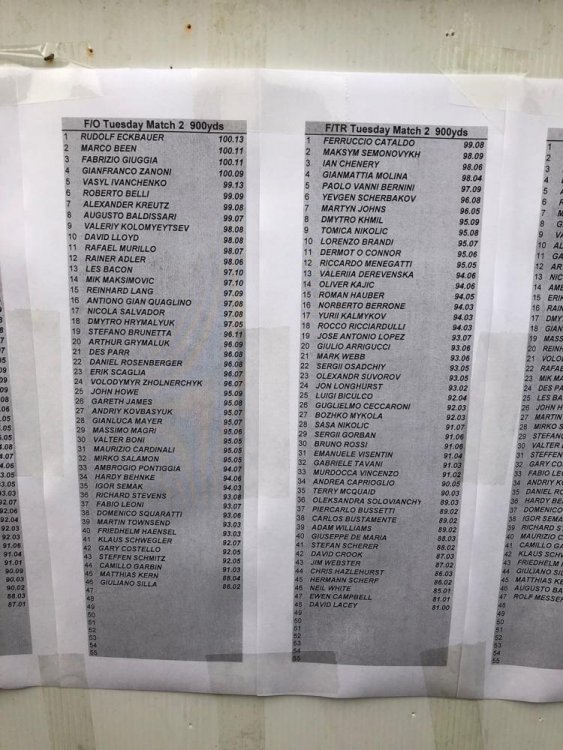 F/O Tuesday Match 2 900yds
1 RUDOLF ECKBAUER 100.13
2 MARCO BEEN 100.11
3 FABRIZIO GIUGGIA 100.11
4 GIANFRANCO ZANONI 100.09
5 VASYL IVANCHENKO 99.13
6 ROBERTO BELLI 99.09
7 ALEXANDER KREUTZ 99.08
8 AUGUSTO BALDISSARI 99.07
9 VALERIY KOLOMYEYTSEV 98.08
10 DAVID LLOYD 98.08
11 RAFAEL MURILLO 98.07
12 RAINER ADLER 98.06
13 LES BACON 97.10
14 MIK MAKSIMOVIC 97.10
15 REINHARD LANG 97.09
16 ANTIONO GIAN QUAGLINO 97.08
17 NICOLA SALVADOR 97.08
18 DMYTRO HRYMALYUK 97.05
19 STEFANO BRUNETTA 96.11
20 ARTHUR GRYMALUK 96.09
21 DES PARR 96.08
22 DANIEL ROSENBERGER 96.08
23 ERIK SCAGLIA 96.07
24 VOLODYMYR ZHOLNERCHYK 96.07
25 JOHN HOWE 95.09
26 GARETH JAMES 95.08
27 ANDRIY KOVBASYUK 95.07
28 GIANLUCA MAYER 95.07
29 MASSIMO MAGRI 95.06
30 VALTER BONI 95.05
31 MAURIZIO CARDINALI 95.05
32 MIRKO SALAMON 95.05
33 AMBROGIO PONTIGGIA 94.07
34 HARDY BEHNKE 94.06
35 IGOR SEMAK 94.03
36 RICHARD STEVENS 93.08
37 FABIO LEONI 93.07
38 DOMENICO SQUARATTI 93.06
39 MARTIN TOWNSEND
40 FRIEDHELM HAENSEL 93.03
41 KLAUS SCHWEGLER 92.03
42 GARY COSTELLO
43 STEFFEN SCHMITZ
44 CAMILLO GARBIN
45 MATTHIAS KERN 88.04
46 GIULIANO SILLA 86.02
47
48
49
50
51
52
53
54
55
F/TR Tuesday Match 2 900yds
1 FERRUCCIO CATALDO 99.08
2 MAKSYM SEMONOVYKH 98.09
3 IAN CHENERY 98.06
4 GIANMATTIA MOLINA 98.04
5 PAOLO VANNI BERNINI 97.09
6 YEVGEN SCHERBAKOV 96.08
7 MARTYN JOHNS 96.05
8 DMYTRO KHMIL 95.09
9 TOMICA NIKOLIC 95.08
10 LORENZO BRANDI 95.07
11 DERMOT O CONNOR 95.06
12 RICCARDO MENEGATTI 95.05
13 VALERIIA DEREVENSKA 94.06
14 OLIVER KAJIC 94.06
15 ROMAN HAUBER 94.05
16 NORBERTO BERRONE 94.03
17 YURII KALMYKOV 94.03
18 ROCCO RICCIARDULLI 94.03
19 JOSE ANTONIO LOPEZ 93.07
20 GIULIO ARRIGUCCI 93.06
21 MARK WEBB 93.06
22 SERGII OSADCHIY 93.05
23 OLEXANDR SUVOROV 93.05
24 JON LONGHURST 93.02
25 LUIGI BICULCO 92.04
26 GUGLIELMO CECCARONI 92.03
27 BOZHKO MYKOLA 92.03
28 SASA NIKOLIC 91.07
29 SERGII GORBAN 91.06
30 BRUNO ROSSI 91.06
31 EMANUELE VISENTIN 91.04
32 GABRIELE TAVANI 91.03
33 MURDOCCA VINCENZO 91.02
34 ANDREA CAPRIOGLIO 90.05
35 TERRY MCQUAID 90.03
36 OLEKSANDRA SOLOVIANCHY 89.03
37 PIERCARLO BUSSETTI 89.02
38 CARLOS BUSTAMENTE 89.02
39 ADAM WILLIAMS 89.02
40 GIUSEPPE DE MARIA 88.03
41 STEFAN SCHERER 88.02
42 DAVID CROOK 87.03
43 JIM WEBSTER 87.02
44 CHRIS HAZLEHURST 86.03
45 HERMANN SCHERF 86.02
46 NEIL WHITE 85.01
47 EWEN CAMPBELL 81.01
48 DAVID LACEY 81.00
49
50
51
52
53
54
55